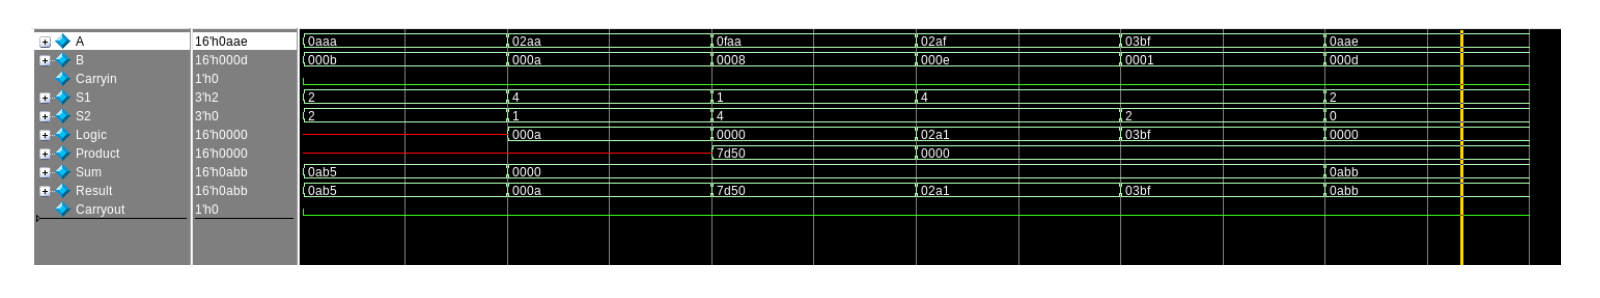 A 16'h0aae 0aaa 02aa 0faa 02af 03bf 0aae
B 16'h000d 000b 000a 0008 000e 0001 000d
Carryin 1'h0
S1 3'h2 2 4 1 4 2
S2 3'h0 2 1 4 2 0
Logic 16'h0000 000a 0000 02a1 03bf 0000
Product 16'h0000 7d50 0000
Sum 16'h0abb 0ab5 0000 0abb
Result 16'h0abb 0ab5 000a 7d50 02a1 03bf 0abb
Carryout 1'h0